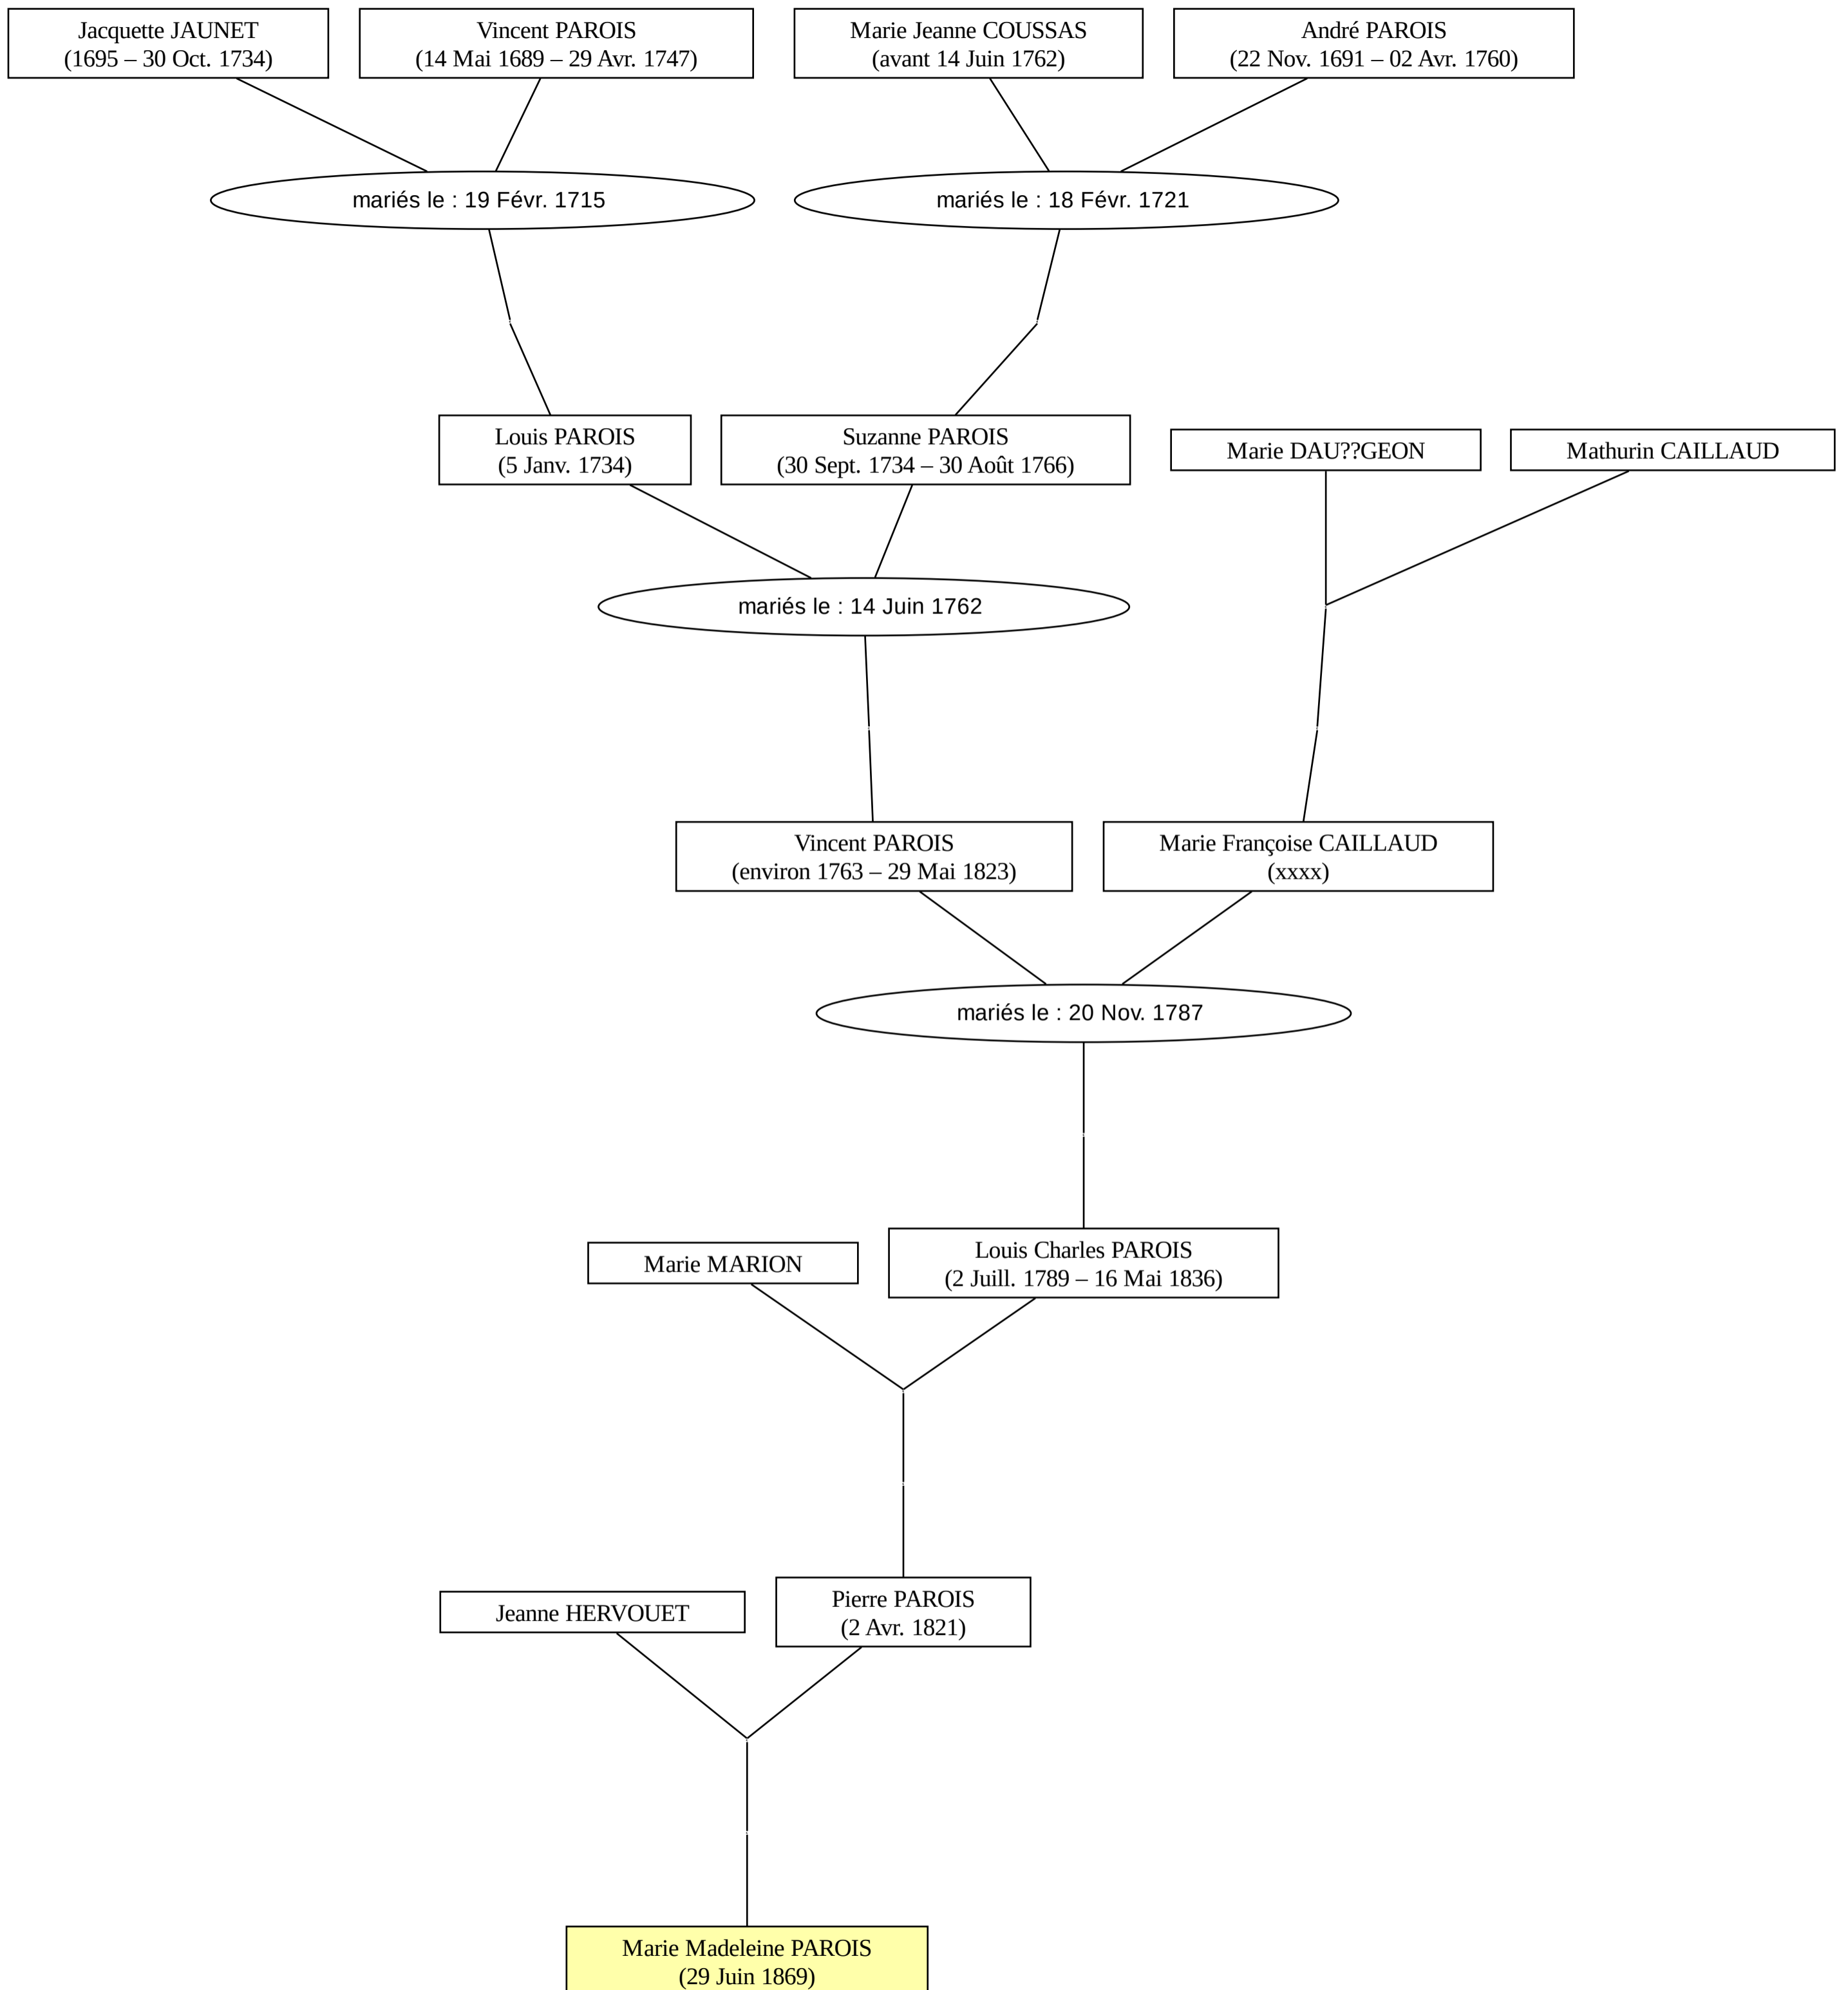 Jacquette JAUNET
(1695 – 30 Oct. 1734)
Vincent PAROIS
(14 Mai 1689 – 29 Avr. 1747)
Marie Jeanne COUSSAS
(avant 14 Juin 1762)
André PAROIS
(22 Nov. 1691 – 02 Avr. 1760)
mariés le : 19 Févr. 1715
mariés le : 18 Févr. 1721
Louis PAROIS
(5 Janv. 1734)
Suzanne PAROIS
(30 Sept. 1734 – 30 Août 1766)
Marie DAU??GEON
Mathurin CAILLAUD
mariés le : 14 Juin 1762
Vincent PAROIS
(environ 1763 – 29 Mai 1823)
Marie Françoise CAILLAUD
(xxxx)
mariés le : 20 Nov. 1787
Marie MARION
Louis Charles PAROIS
(2 Juill. 1789 – 16 Mai 1836)
Jeanne HERVOUET
Pierre PAROIS
(2 Avr. 1821)
Marie Madeleine PAROIS
(29 Juin 1869)